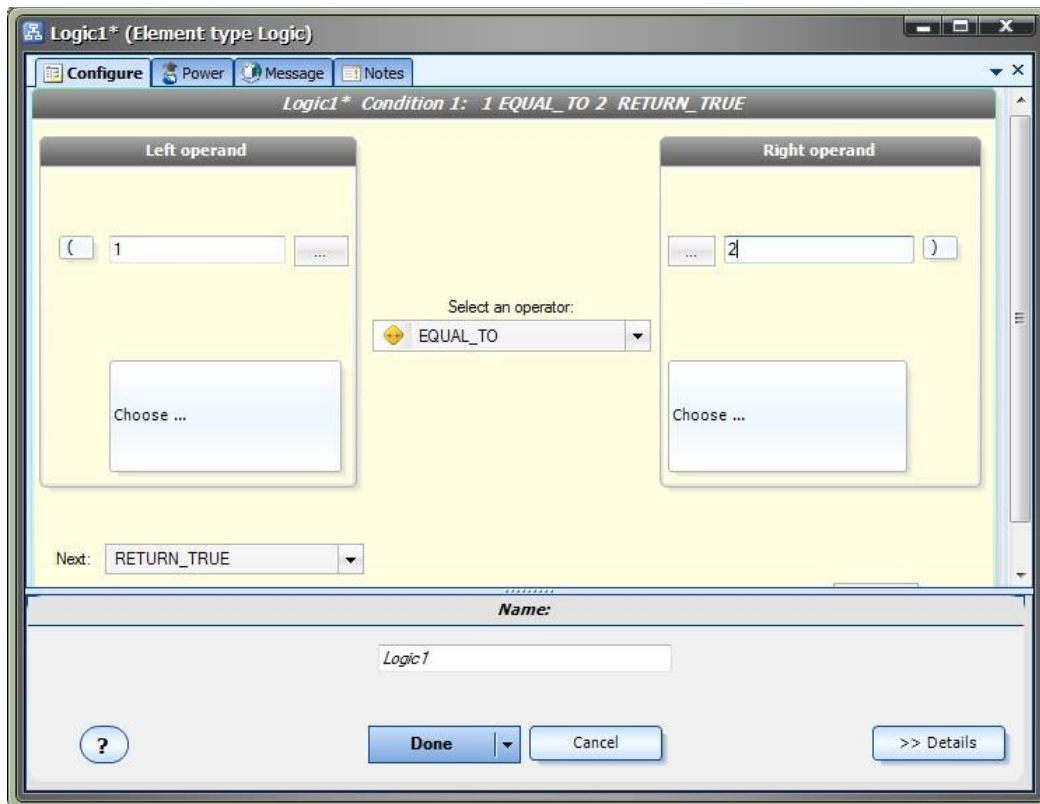 Logic1* (Element type Logic)
Configure Power Message Notes
Logic1* Condition 1: 1 EQUAL_TO 2 RETURN_TRUE
Left operand Right operand
( 1 ... ... 2 )
Select an operator:
EQUAL_TO
Choose ... Choose ...
Next: RETURN_TRUE
Name:
Logic1
? Done Cancel >> Details